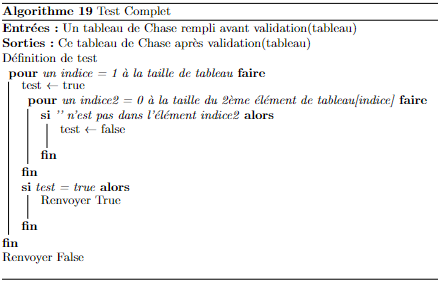 Algorithme 19 Test Complet
Entrées : Un tableau de Chase rempli avant validation(tableau)
Sorties : Ce tableau de Chase après validation(tableau)
Définition de test
pour un indice = 1 à la taille de tableau faire
test ← true
pour un indice2 = 0 à la taille du 2ème élément de tableau[indice] faire
si '' n'est pas dans l'élément indice2 alors
test ← false
fin
fin
si test = true alors
Renvoyer True
fin
fin
Renvoyer False